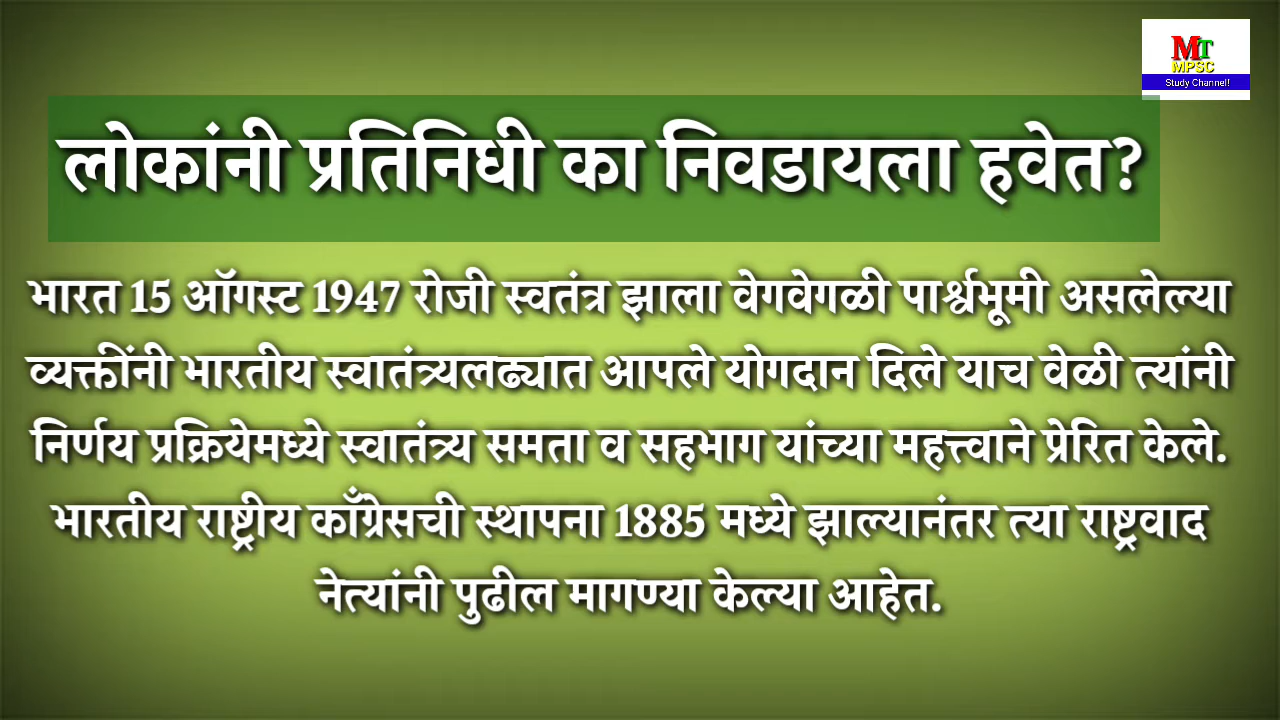 MT
MPSC
Study Channel!
लोकांनी प्रतिनिधी का निवडायला हवेत?
भारत 15 ऑगस्ट 1947 रोजी स्वतंत्र झाला वेगवेगळी पार्श्वभूमी असलेल्या
व्यक्तींनी भारतीय स्वातंत्र्यलढ्यात आपले योगदान दिले याच वेळी त्यांनी
निर्णय प्रक्रियेमध्ये स्वातंत्र्य समता व सहभाग यांच्या महत्त्वाने प्रेरित केले.
भारतीय राष्ट्रीय काँग्रेसची स्थापना 1885 मध्ये झाल्यानंतर त्या राष्ट्रवाद
नेत्यांनी पुढील मागण्या केल्या आहेत.